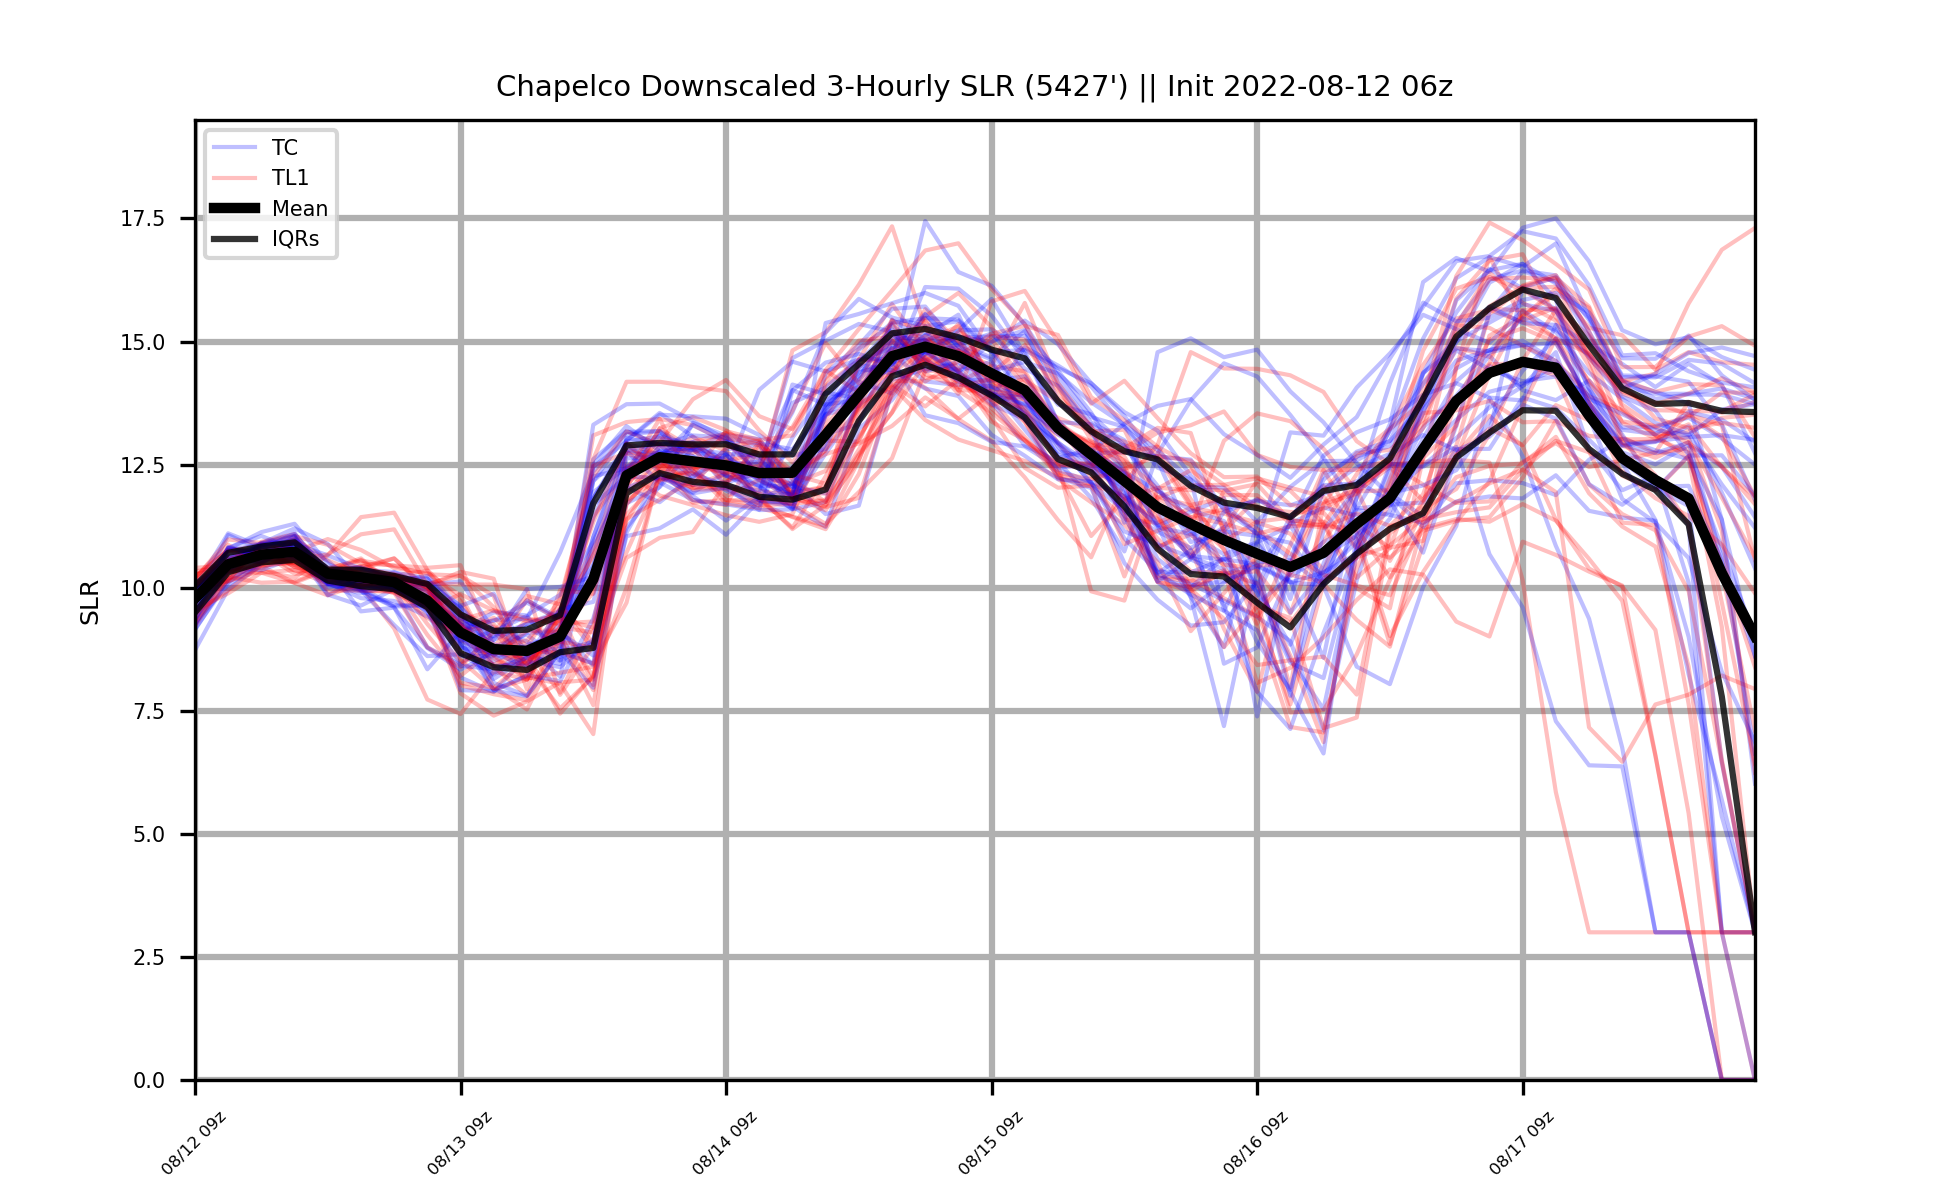 Chapelco Downscaled 3-Hourly SLR (5427') || Init 2022-08-12 06z
TC
TL1
Mean
IQRs
17.5
15.0
12.5
10.0
7.5
5.0
2.5
0.0
SLR
08/12 09z
08/13 09z
08/14 09z
08/15 09z
08/16 09z
08/17 09z